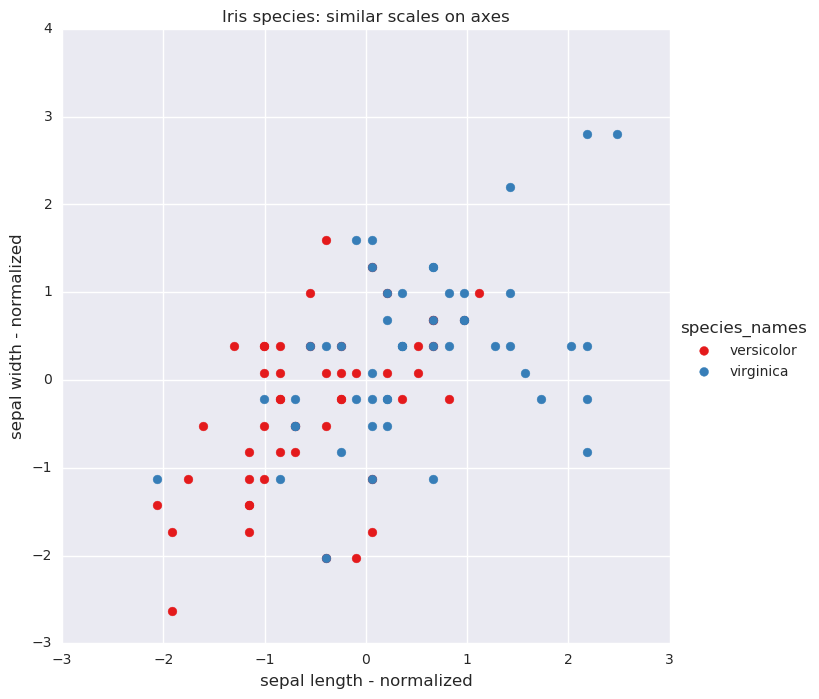 Iris species: similar scales on axes
4
3
2
1
0
−1
−2
−3
sepal width - normalized
−3 −2 −1 0 1 2 3
sepal length - normalized
species_names
versicolor
virginica